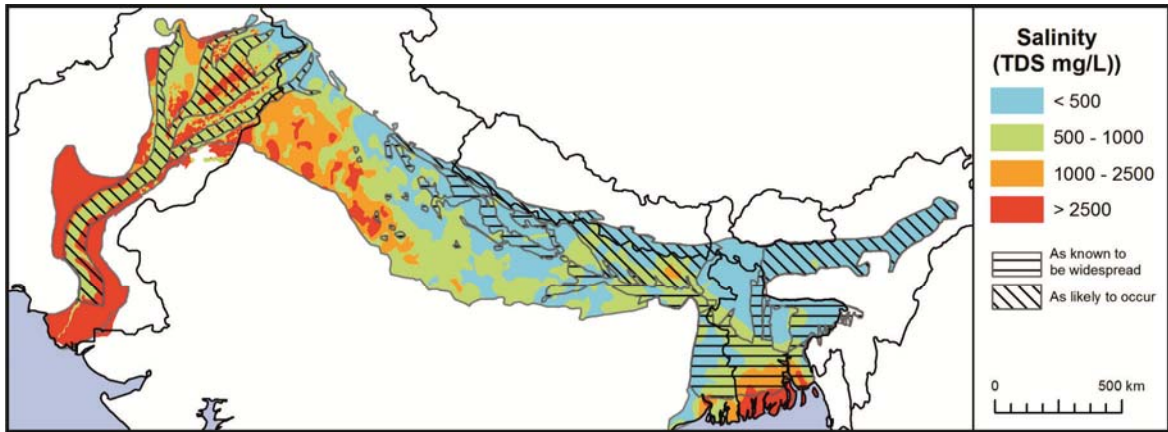 Salinity
(TDS mg/L))
< 500
500 - 1000
1000 - 2500
> 2500
As known to
be widespread
As likely to occur
0 500 km